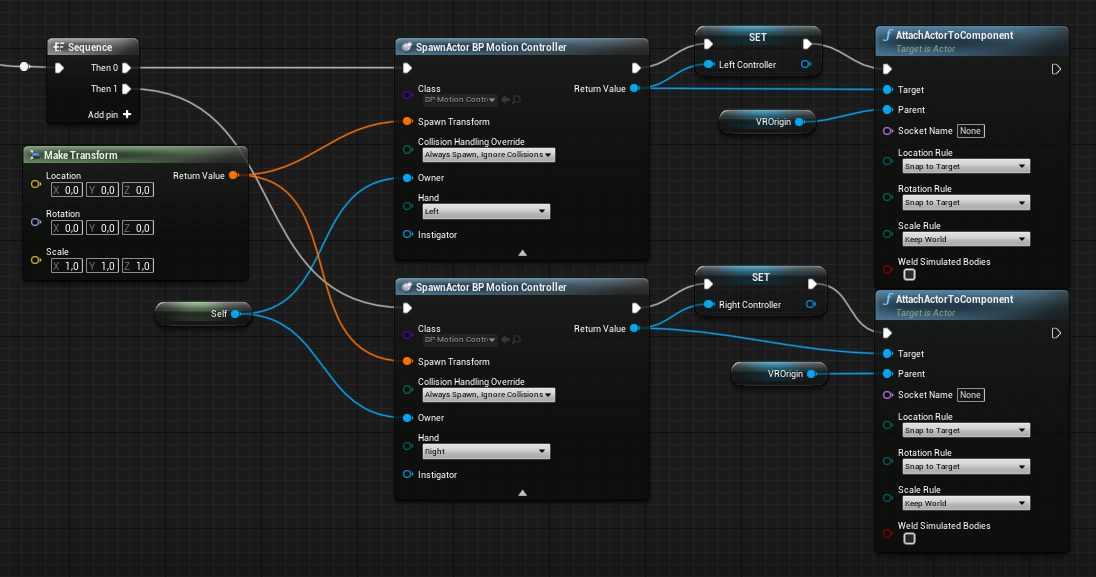 Sequence
Then 0
Then 1
Add pin
Make Transform
Location
Return Value
X 0,0 Y 0,0 Z 0,0
Rotation
X 0,0 Y 0,0 Z 0,0
Scale
X 1,0 Y 1,0 Z 1,0
Self
SpawnActor BP Motion Controller
Class
BP Motion Contr
Return Value
Spawn Transform
Collision Handling Override
Always Spawn, Ignore Collisions
Owner
Hand
Left
Instigator
SET
Left Controller
VROrigin
AttachActorToComponent
Target is Actor
Target
Parent
Socket Name None
Location Rule
Snap to Target
Rotation Rule
Snap to Target
Scale Rule
Keep World
Weld Simulated Bodies
SpawnActor BP Motion Controller
Class
BP Motion Contr
Return Value
Spawn Transform
Collision Handling Override
Always Spawn, Ignore Collisions
Owner
Hand
Right
Instigator
SET
Right Controller
VROrigin
AttachActorToComponent
Target is Actor
Target
Parent
Socket Name None
Location Rule
Snap to Target
Rotation Rule
Snap to Target
Scale Rule
Keep World
Weld Simulated Bodies